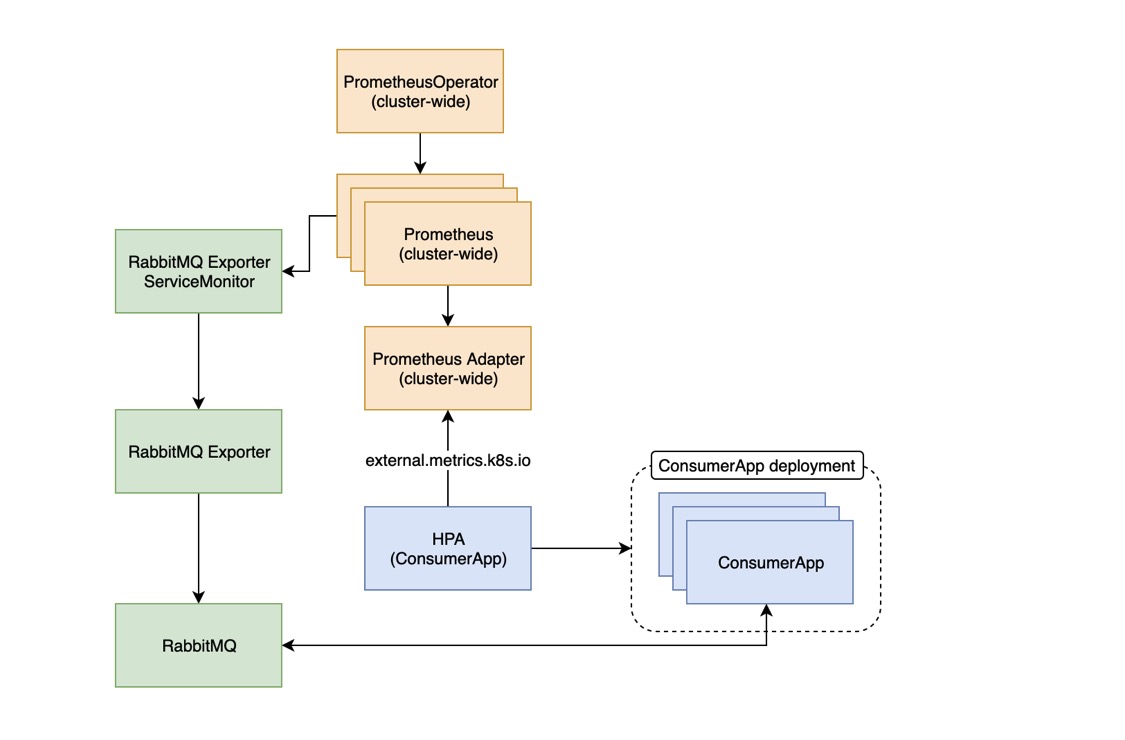 PrometheusOperator
(cluster-wide)
Prometheus
(cluster-wide)
RabbitMQ Exporter
ServiceMonitor
Prometheus Adapter
(cluster-wide)
RabbitMQ Exporter
external.metrics.k8s.io
ConsumerApp deployment
HPA
(ConsumerApp)
ConsumerApp
RabbitMQ